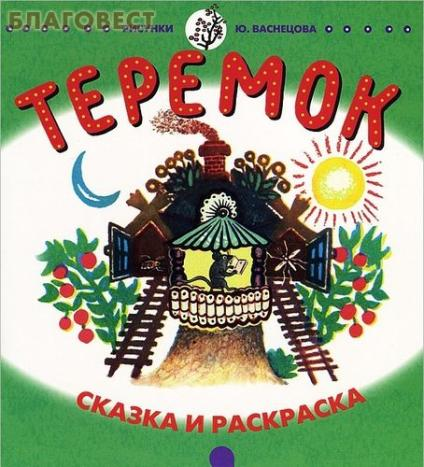 БЛАГОВЕСТ
РИСУНКИ Ю. ВАСНЕЦОВА
ТЕРЕМОК
СКАЗКА И РАСКРАСКА